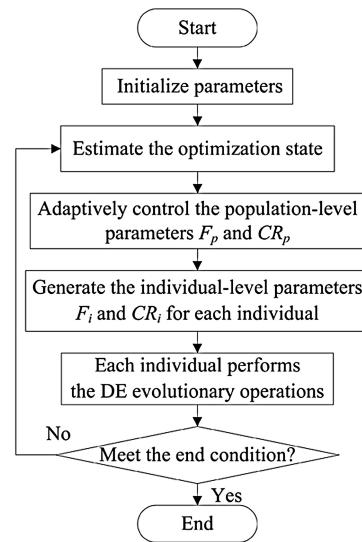 Start
Initialize parameters
Estimate the optimization state
Adaptively control the population-level
parameters Fp and CRp
Generate the individual-level parameters
Fi and CRi for each individual
Each individual performs
the DE evolutionary operations
No
Meet the end condition?
Yes
End